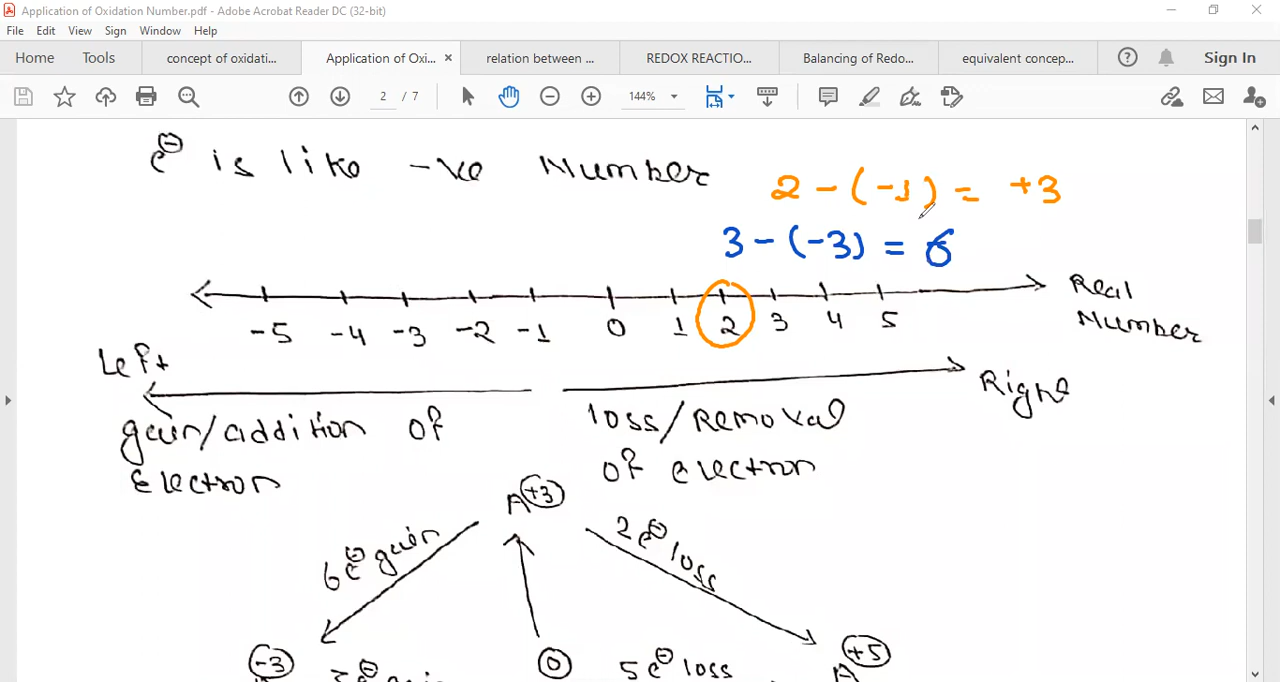 Application of Oxidation Number.pdf - Adobe Acrobat Reader DC (32-bit)
File Edit View Sign Window Help
Home Tools concept of oxidati... Application of Oxi... × relation between ... REDOX REACTIO... Balancing of Redo... equivalent concep... Sign In
2 / 7 144%
e⊖ is like -ve Number
2 - (-1) = +3
3 - (-3) = 6
-5 -4 -3 -2 -1 0 1 2 3 4 5
Real Number
Left
Right
gain/addition of
Electron
loss/Removal
of Electron
A+3
6e⊖ gain
2e⊖ loss
-3
0
5e⊖ loss
+5
A